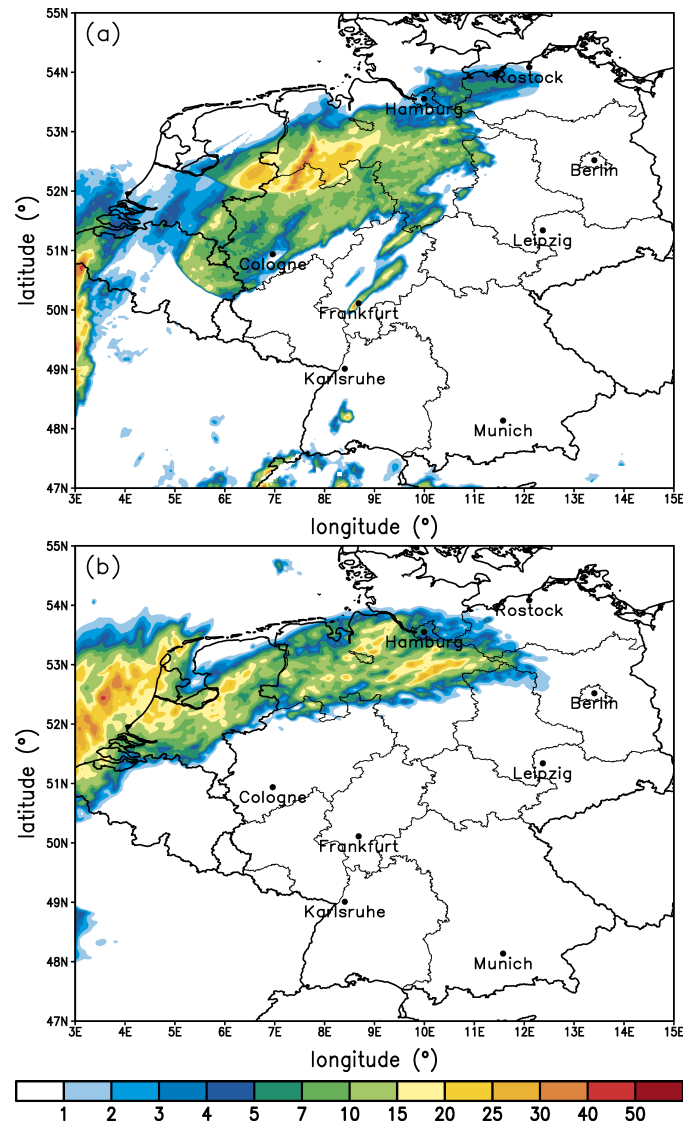 55N
(a)
54N
Rostock
Hamburg
53N
Berlin
52N
latitude (°)
Leipzig
51N
Cologne
50N
Frankfurt
49N
Karlsruhe
48N
Munich
47N
3E 4E 5E 6E 7E 8E 9E 10E 11E 12E 13E 14E 15E
longitude (°)
55N
(b)
54N
Rostock
Hamburg
53N
Berlin
52N
latitude (°)
Leipzig
51N
Cologne
50N
Frankfurt
49N
Karlsruhe
48N
Munich
47N
3E 4E 5E 6E 7E 8E 9E 10E 11E 12E 13E 14E 15E
longitude (°)
1 2 3 4 5 7 10 15 20 25 30 40 50